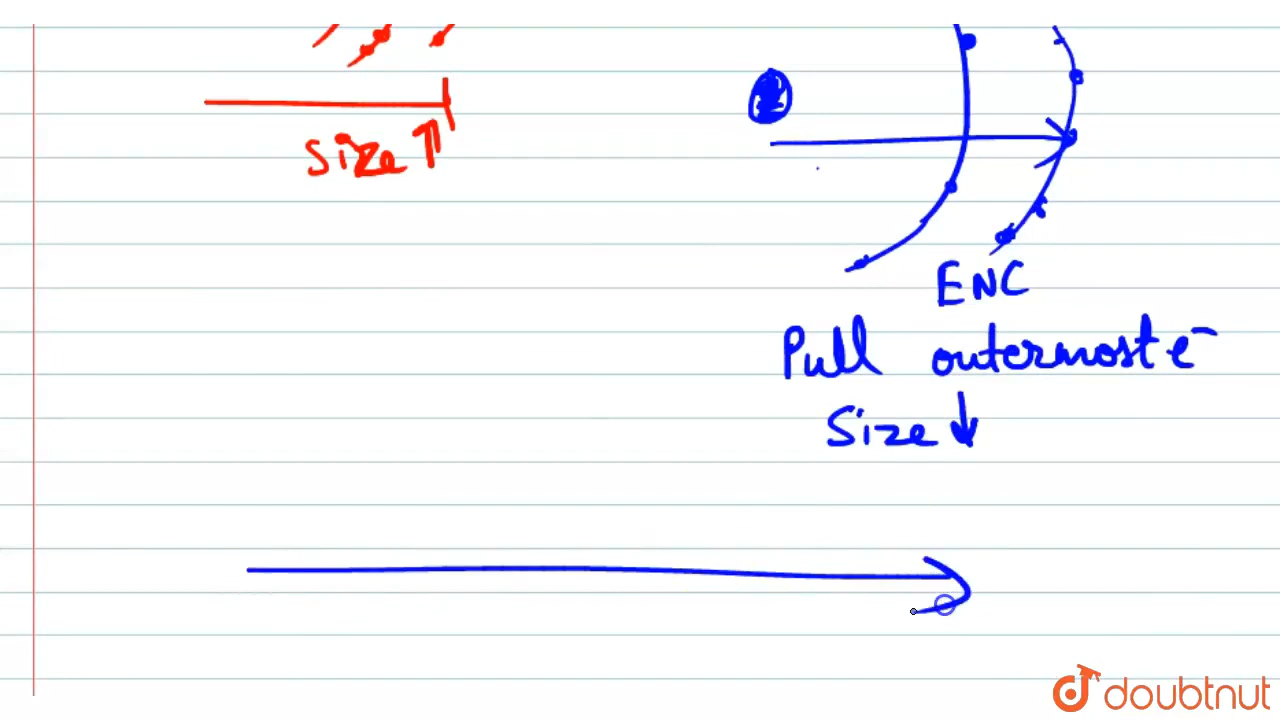 Size ↑
ENC
Pull outermost e⁻
Size ↓
doubtnut